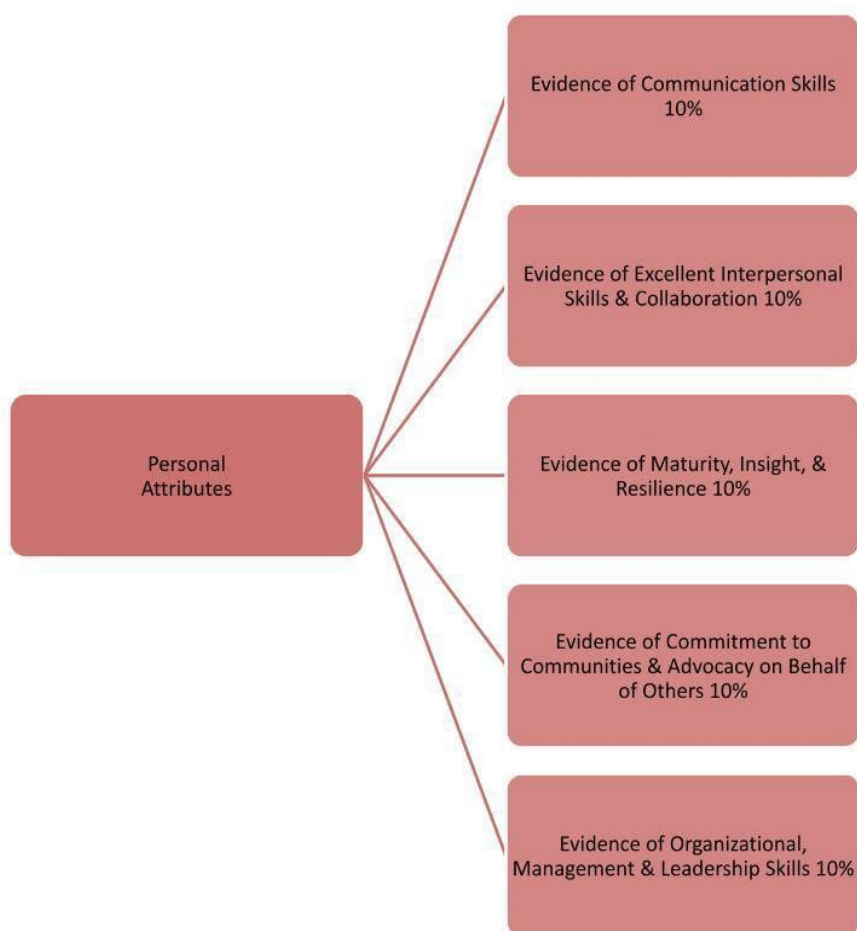 Evidence of Communication Skills
10%
Evidence of Excellent Interpersonal
Skills & Collaboration 10%
Personal
Attributes
Evidence of Maturity, Insight, &
Resilience 10%
Evidence of Commitment to
Communities & Advocacy on Behalf
of Others 10%
Evidence of Organizational,
Management & Leadership Skills 10%